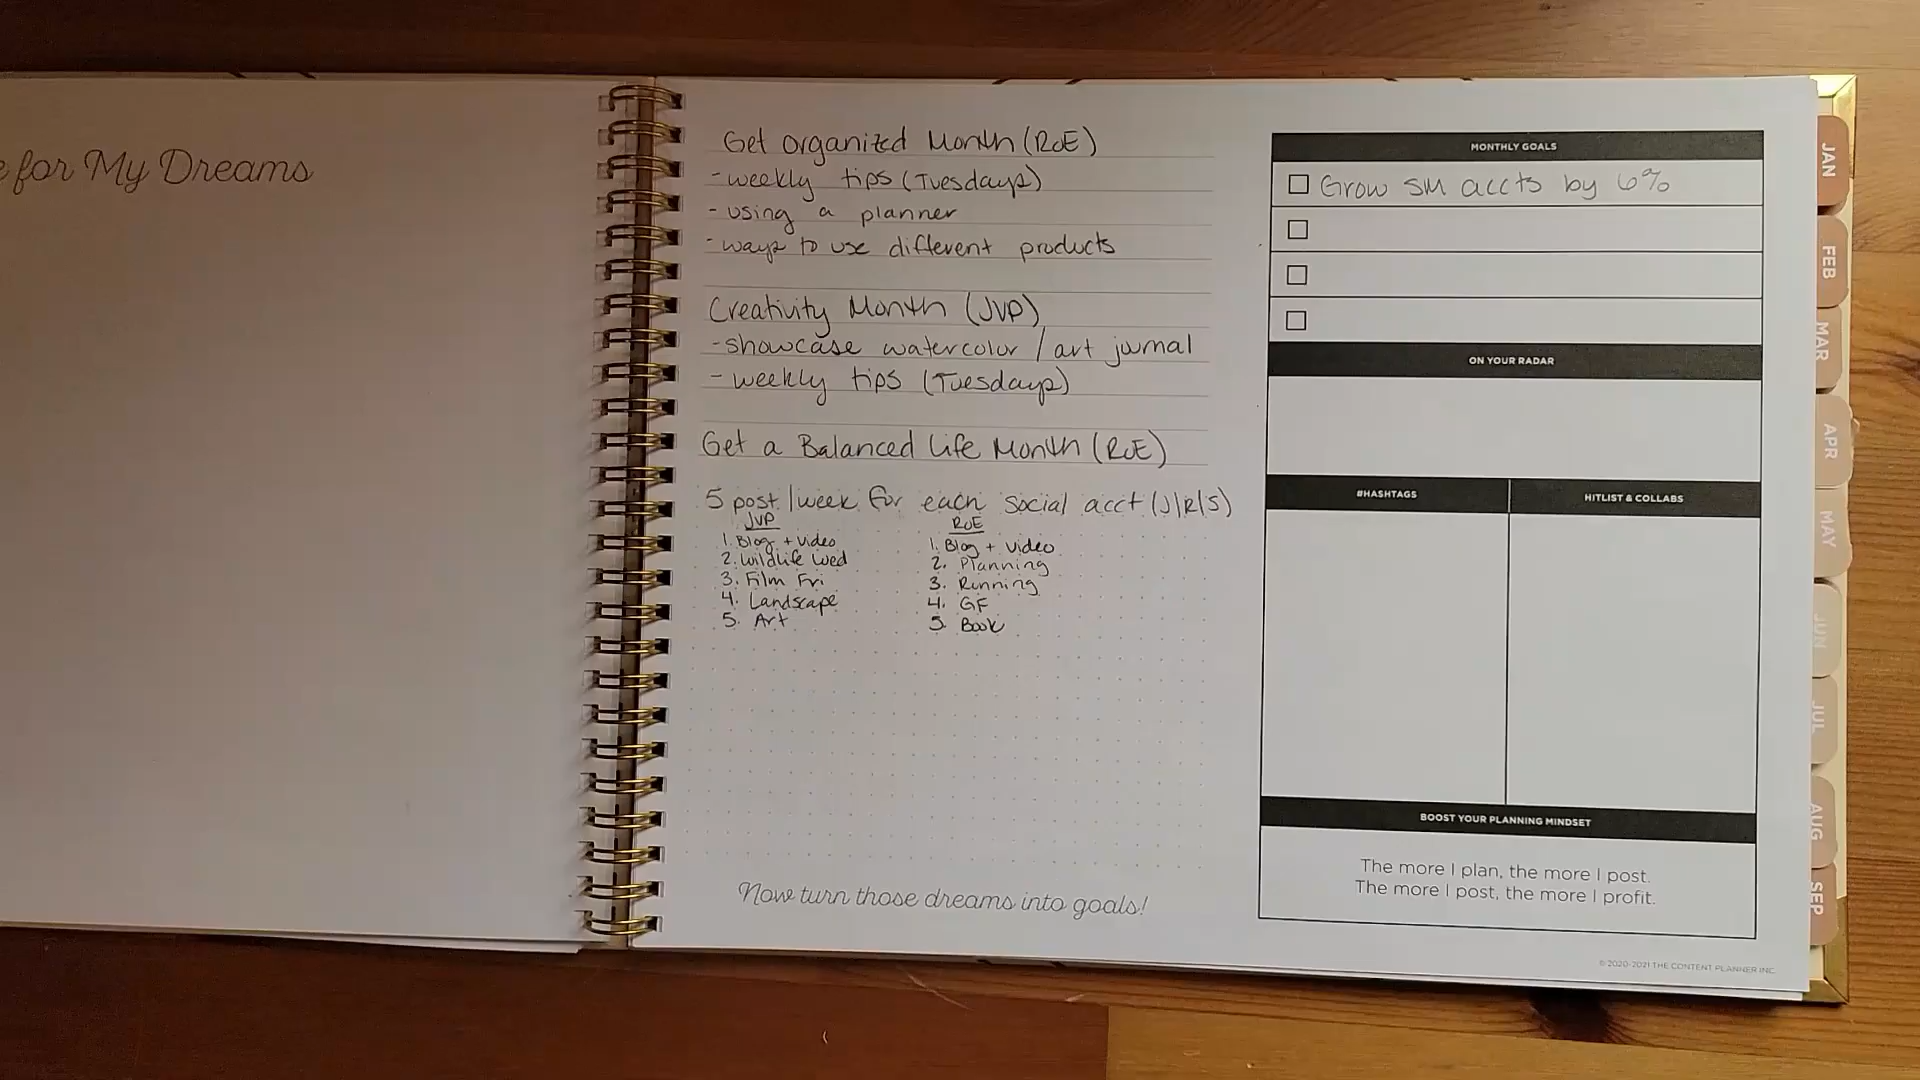 e for My Dreams
Get Organized Month (RoE)
- weekly tips (Tuesdays)
- using a planner
- ways to use different products
Creativity Month (JVP)
- showcase watercolor / art journal
- weekly tips (Tuesdays)
Get a Balanced Life Month (RoE)
5 post / week for each social acct (J/R/S)
JVP
1. Blog + video
2. Wildlife Wed
3. Film Fri
4. Landscape
5. Art
RoE
1. Blog + video
2. Planning
3. Running
4. GF
5. Book
Now turn those dreams into goals!
MONTHLY GOALS
Grow SM accts by 6%
ON YOUR RADAR
#HASHTAGS
HITLIST & COLLABS
BOOST YOUR PLANNING MINDSET
The more I plan, the more I post.
The more I post, the more I profit.
© 2020-2021 THE CONTENT PLANNER INC.
JAN
FEB
MAR
APR
MAY
JUN
JUL
AUG
SEP